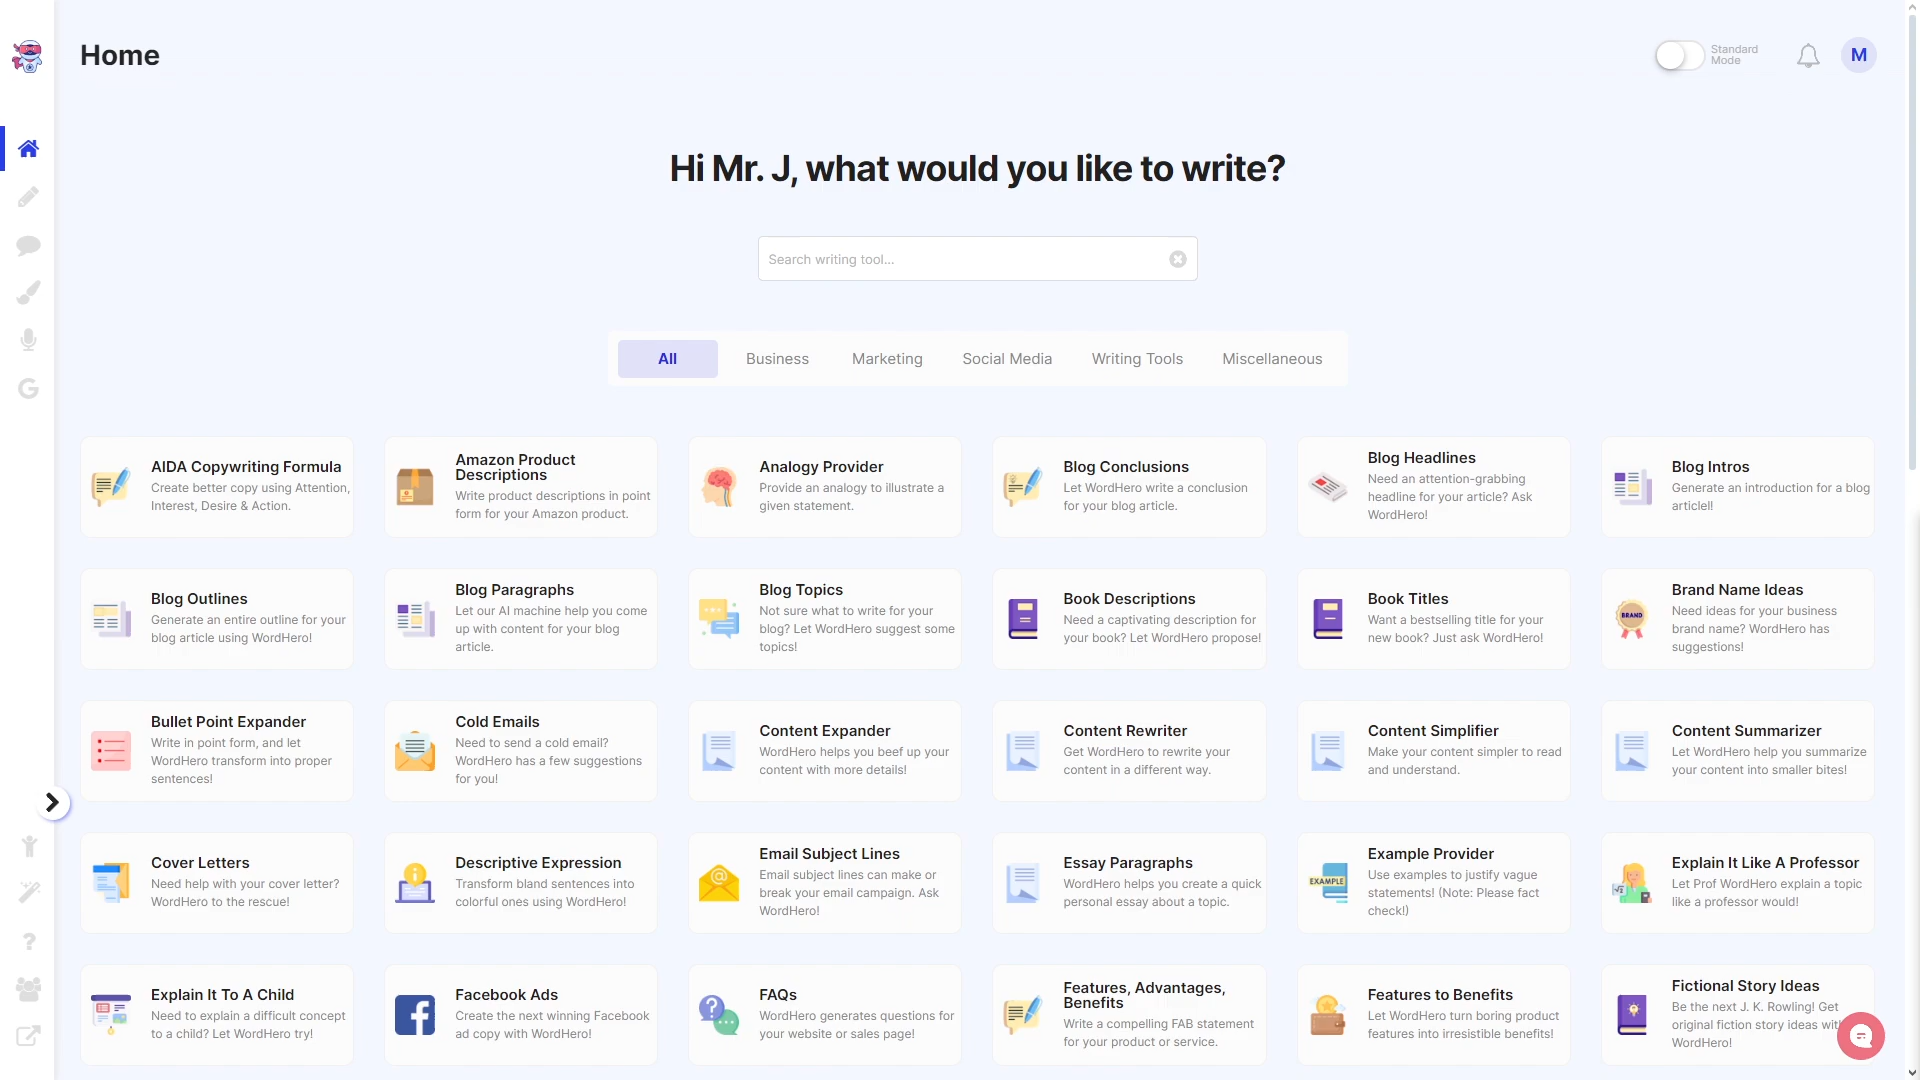 Home
Standard
Mode
M
Hi Mr. J, what would you like to write?
Search writing tool...
All
Business
Marketing
Social Media
Writing Tools
Miscellaneous
AIDA Copywriting Formula
Create better copy using Attention,
Interest, Desire & Action.
Amazon Product
Descriptions
Write product descriptions in point
form for your Amazon product.
Analogy Provider
Provide an analogy to illustrate a
given statement.
Blog Conclusions
Let WordHero write a conclusion
for your blog article.
Blog Headlines
Need an attention-grabbing
headline for your article? Ask
WordHero!
Blog Intros
Generate an introduction for a blog
articlell!
Blog Outlines
Generate an entire outline for your
blog article using WordHero!
Blog Paragraphs
Let our AI machine help you come
up with content for your blog
article.
Blog Topics
Not sure what to write for your
blog? Let WordHero suggest some
topics!
Book Descriptions
Need a captivating description for
your book? Let WordHero propose!
Book Titles
Want a bestselling title for your
new book? Just ask WordHero!
BRAND
Brand Name Ideas
Need ideas for your business
brand name? WordHero has
suggestions!
Bullet Point Expander
Write in point form, and let
WordHero transform into proper
sentences!
Cold Emails
Need to send a cold email?
WordHero has a few suggestions
for you!
Content Expander
WordHero helps you beef up your
content with more details!
Content Rewriter
Get WordHero to rewrite your
content in a different way.
Content Simplifier
Make your content simpler to read
and understand.
Content Summarizer
Let WordHero help you summarize
your content into smaller bites!
Cover Letters
Need help with your cover letter?
WordHero to the rescue!
Descriptive Expression
Transform bland sentences into
colorful ones using WordHero!
Email Subject Lines
Email subject lines can make or
break your email campaign. Ask
WordHero!
Essay Paragraphs
WordHero helps you create a quick
personal essay about a topic.
EXAMPLE
Example Provider
Use examples to justify vague
statements! (Note: Please fact
check!)
Explain It Like A Professor
Let Prof WordHero explain a topic
like a professor would!
Explain It To A Child
Need to explain a difficult concept
to a child? Let WordHero try!
Facebook Ads
Create the next winning Facebook
ad copy with WordHero!
FAQs
WordHero generates questions for
your website or sales page!
Features, Advantages,
Benefits
Write a compelling FAB statement
for your product or service.
Features to Benefits
Let WordHero turn boring product
features into irresistible benefits!
Fictional Story Ideas
Be the next J. K. Rowling! Get
original fiction story ideas with
WordHero!